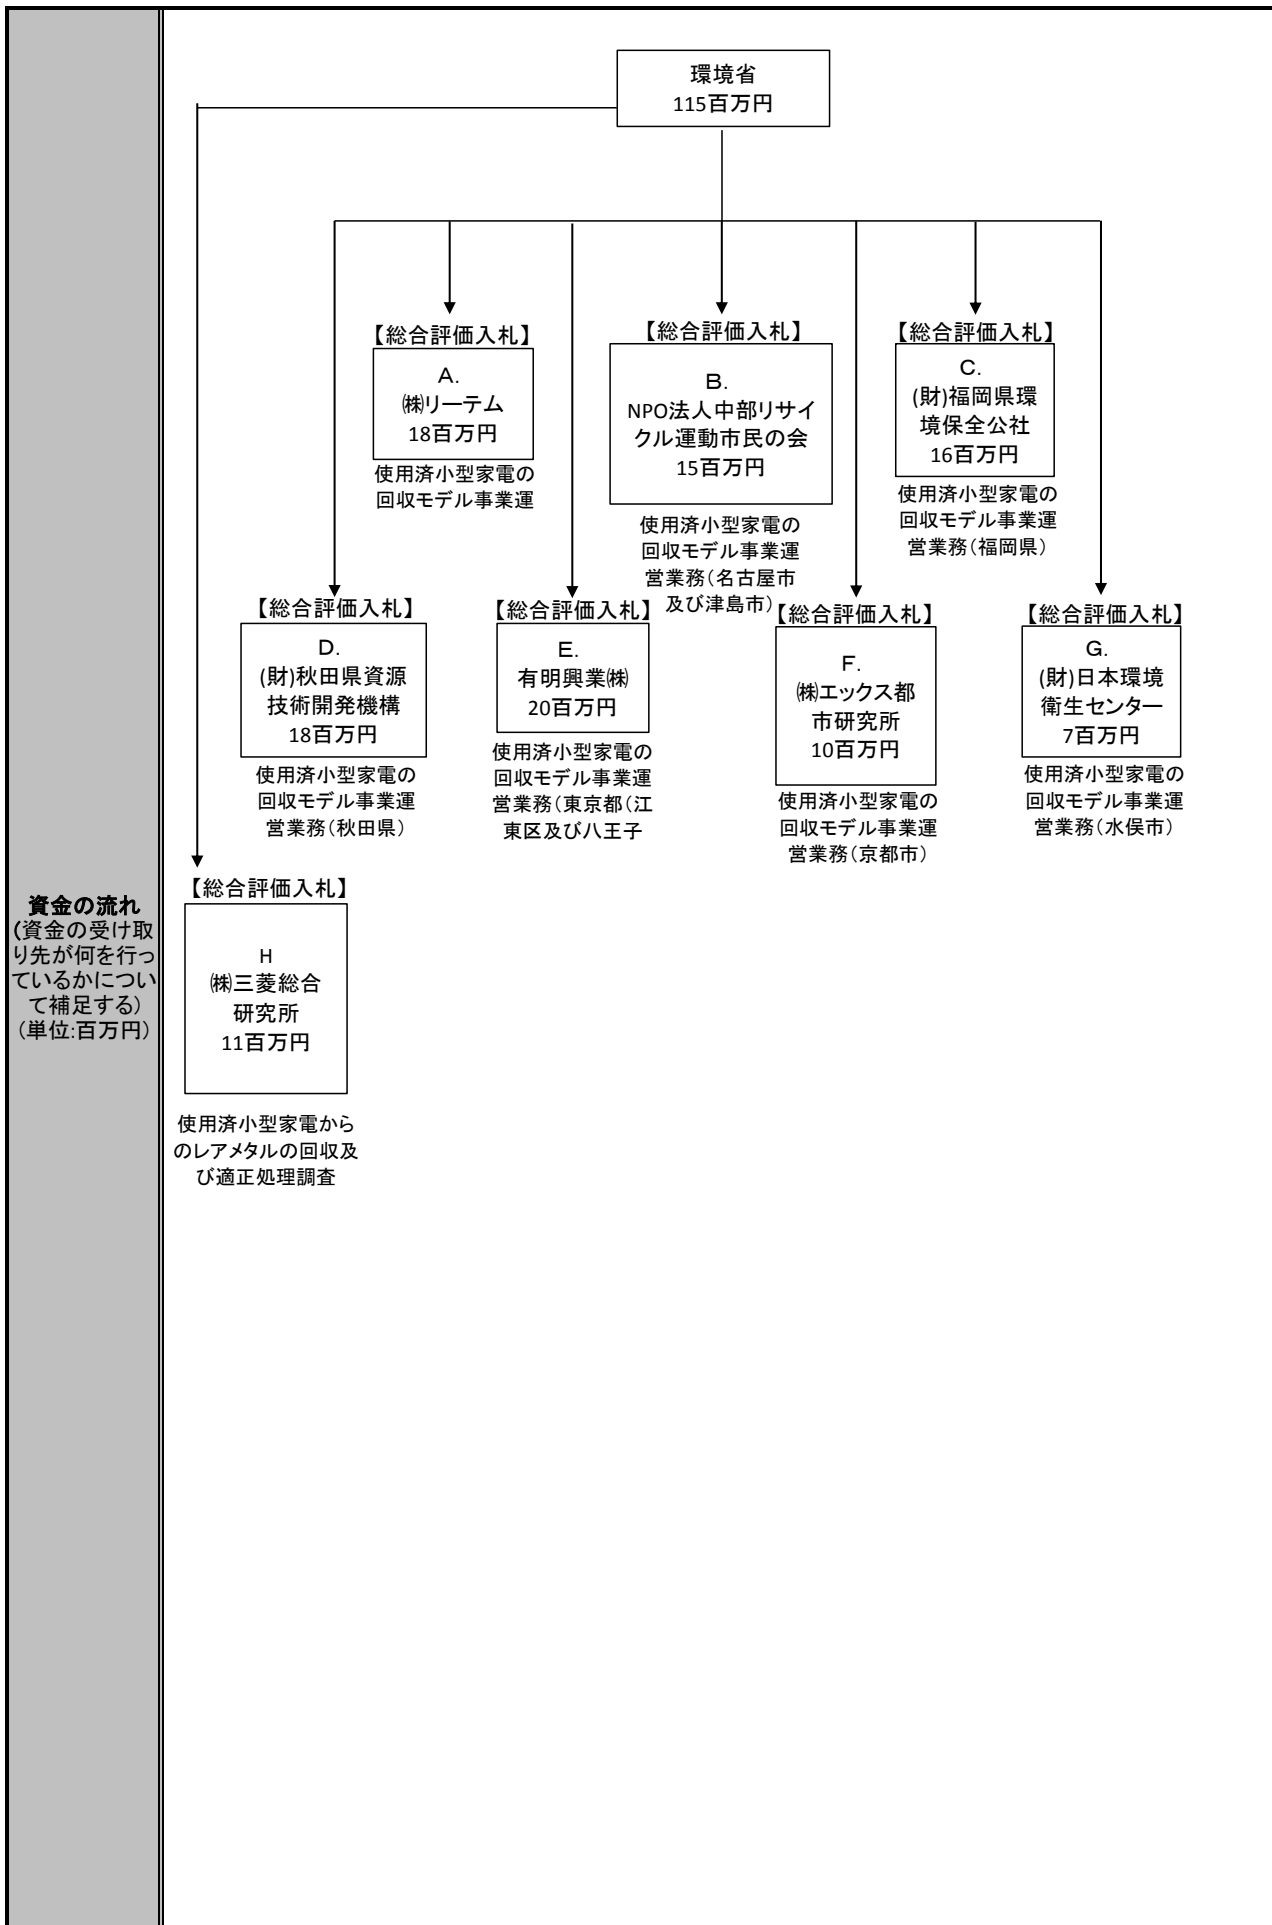 環境省
115百万円
【総合評価入札】
A.
㈱リーテム
18百万円
使用済小型家電の
回収モデル事業運
【総合評価入札】
B.
NPO法人中部リサイ
クル運動市民の会
15百万円
使用済小型家電の
回収モデル事業運
営業務(名古屋市
及び津島市)
【総合評価入札】
C.
(財)福岡県環
境保全公社
16百万円
使用済小型家電の
回収モデル事業運
営業務(福岡県)
【総合評価入札】
D.
(財)秋田県資源
技術開発機構
18百万円
使用済小型家電の
回収モデル事業運
営業務(秋田県)
【総合評価入札】
E.
有明興業㈱
20百万円
使用済小型家電の
回収モデル事業運
営業務(東京都(江
東区及び八王子
【総合評価入札】
F.
㈱エックス都
市研究所
10百万円
使用済小型家電の
回収モデル事業運
営業務(京都市)
【総合評価入札】
G.
(財)日本環境
衛生センター
7百万円
使用済小型家電の
回収モデル事業運
営業務(水俣市)
資金の流れ
(資金の受け取
り先が何を行っ
ているかについ
て補足する)
(単位:百万円)
【総合評価入札】
H
㈱三菱総合
研究所
11百万円
使用済小型家電から
のレアメタルの回収及
び適正処理調査